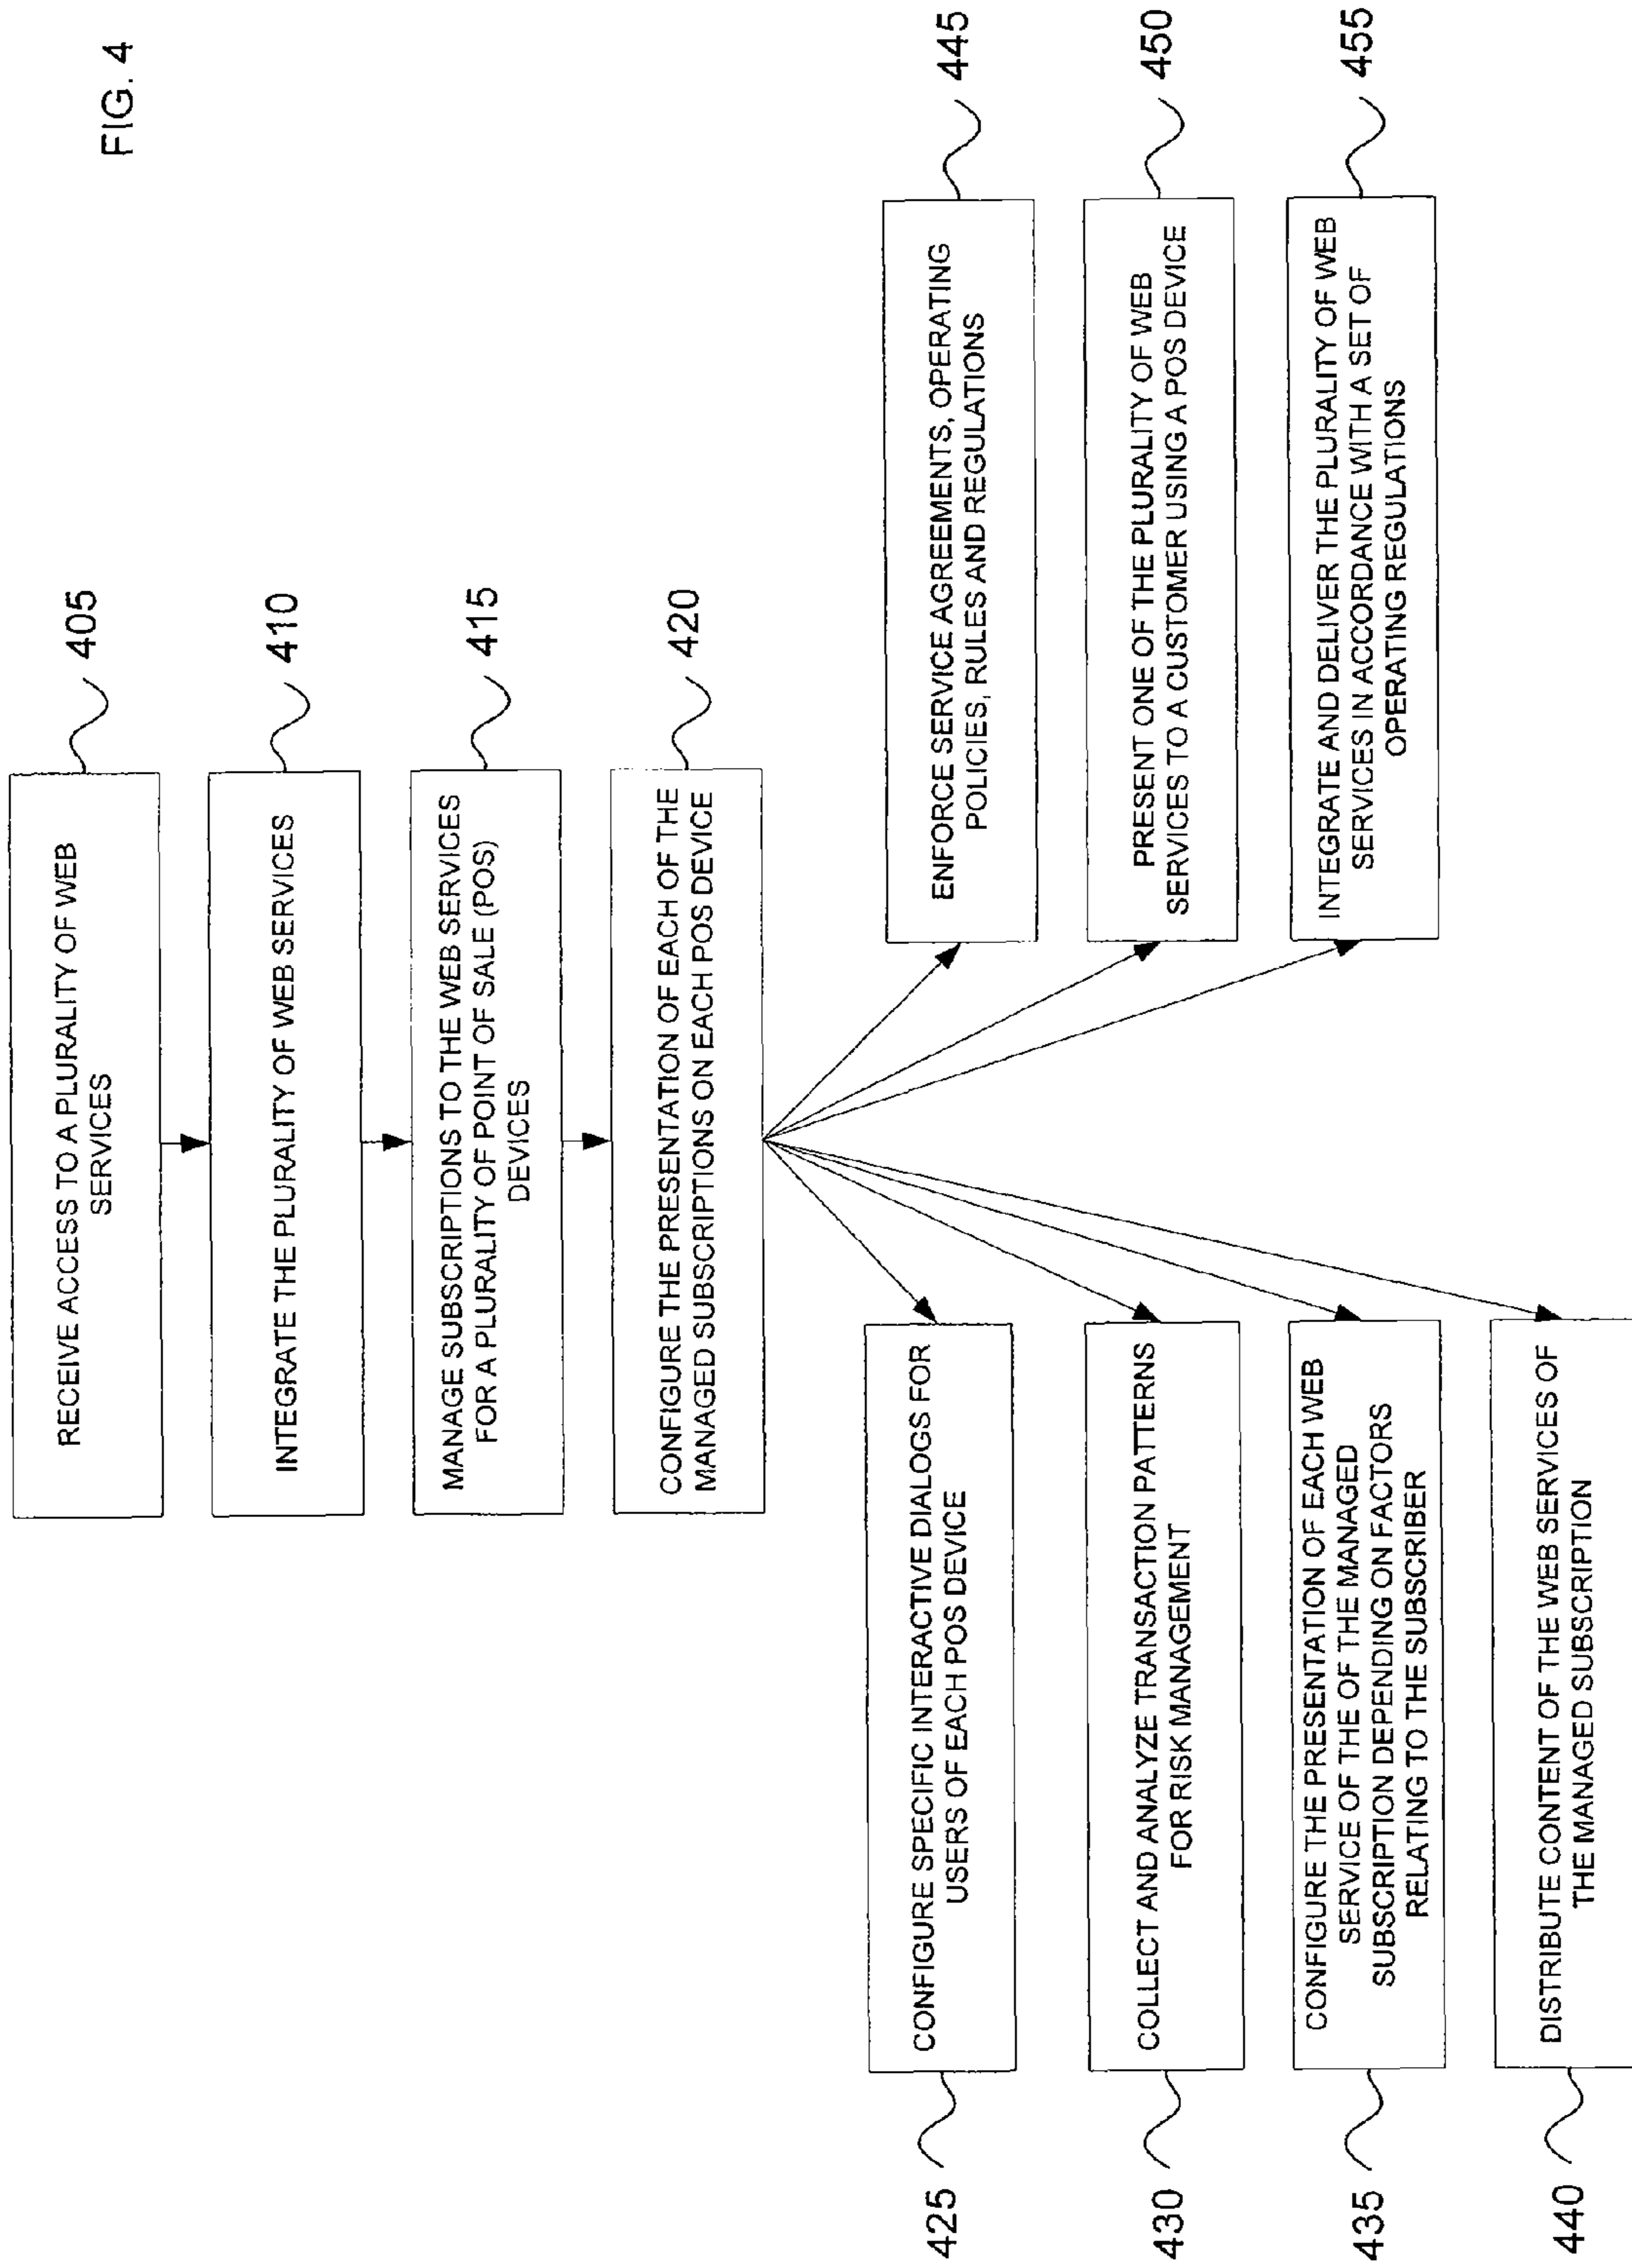 FIG. 4
RECEIVE ACCESS TO A PLURALITY OF WEB
SERVICES
405
INTEGRATE THE PLURALITY OF WEB SERVICES
410
MANAGE SUBSCRIPTIONS TO THE WEB SERVICES
FOR A PLURALITY OF POINT OF SALE (POS)
DEVICES
415
CONFIGURE THE PRESENTATION OF EACH OF THE
MANAGED SUBSCRIPTIONS ON EACH POS DEVICE
420
425
CONFIGURE SPECIFIC INTERACTIVE DIALOGS FOR
USERS OF EACH POS DEVICE
430
COLLECT AND ANALYZE TRANSACTION PATTERNS
FOR RISK MANAGEMENT
435
CONFIGURE THE PRESENTATION OF EACH WEB
SERVICE OF THE OF THE MANAGED
SUBSCRIPTION DEPENDING ON FACTORS
RELATING TO THE SUBSCRIBER
440
DISTRIBUTE CONTENT OF THE WEB SERVICES OF
THE MANAGED SUBSCRIPTION
ENFORCE SERVICE AGREEMENTS, OPERATING
POLICIES, RULES AND REGULATIONS
445
PRESENT ONE OF THE PLURALITY OF WEB
SERVICES TO A CUSTOMER USING A POS DEVICE
450
INTEGRATE AND DELIVER THE PLURALITY OF WEB
SERVICES IN ACCORDANCE WITH A SET OF
OPERATING REGULATIONS
455